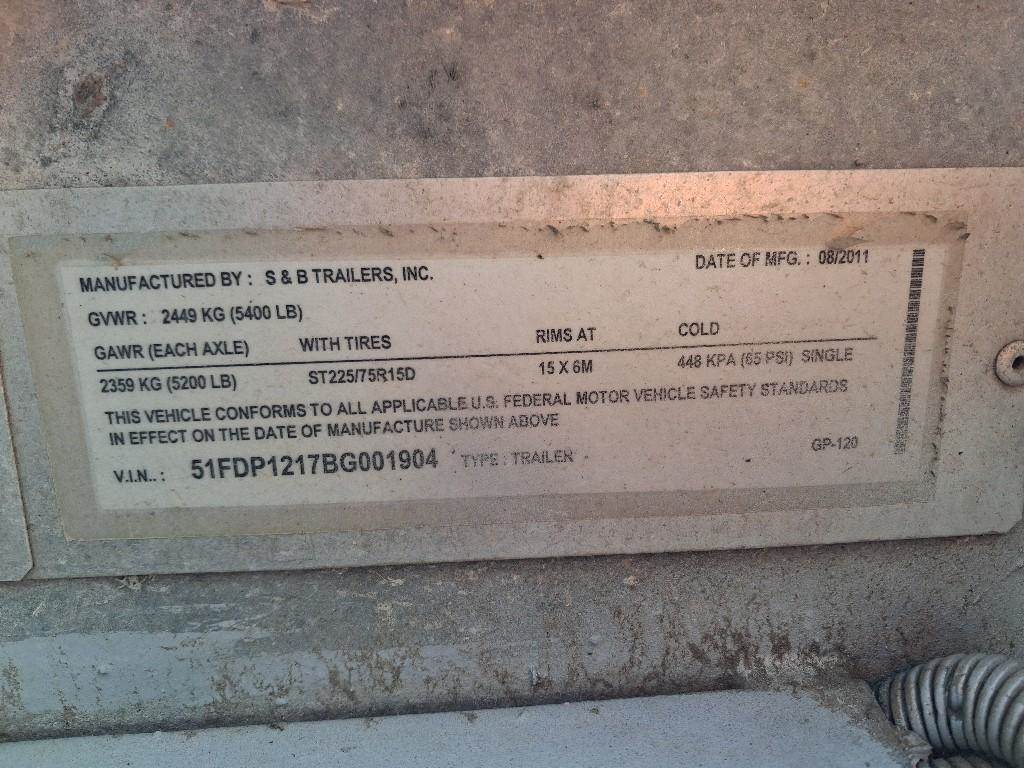 MANUFACTURED BY : S & B TRAILERS, INC. DATE OF MFG. : 08/2011
GVWR : 2449 KG (5400 LB)
GAWR (EACH AXLE) WITH TIRES RIMS AT COLD
2359 KG (5200 LB) ST225/75R15D 15 X 6M 448 KPA (65 PSI) SINGLE
THIS VEHICLE CONFORMS TO ALL APPLICABLE U.S. FEDERAL MOTOR VEHICLE SAFETY STANDARDS
IN EFFECT ON THE DATE OF MANUFACTURE SHOWN ABOVE
V.I.N.. : 51FDP1217BG001904 TYPE : TRAILER GP-120